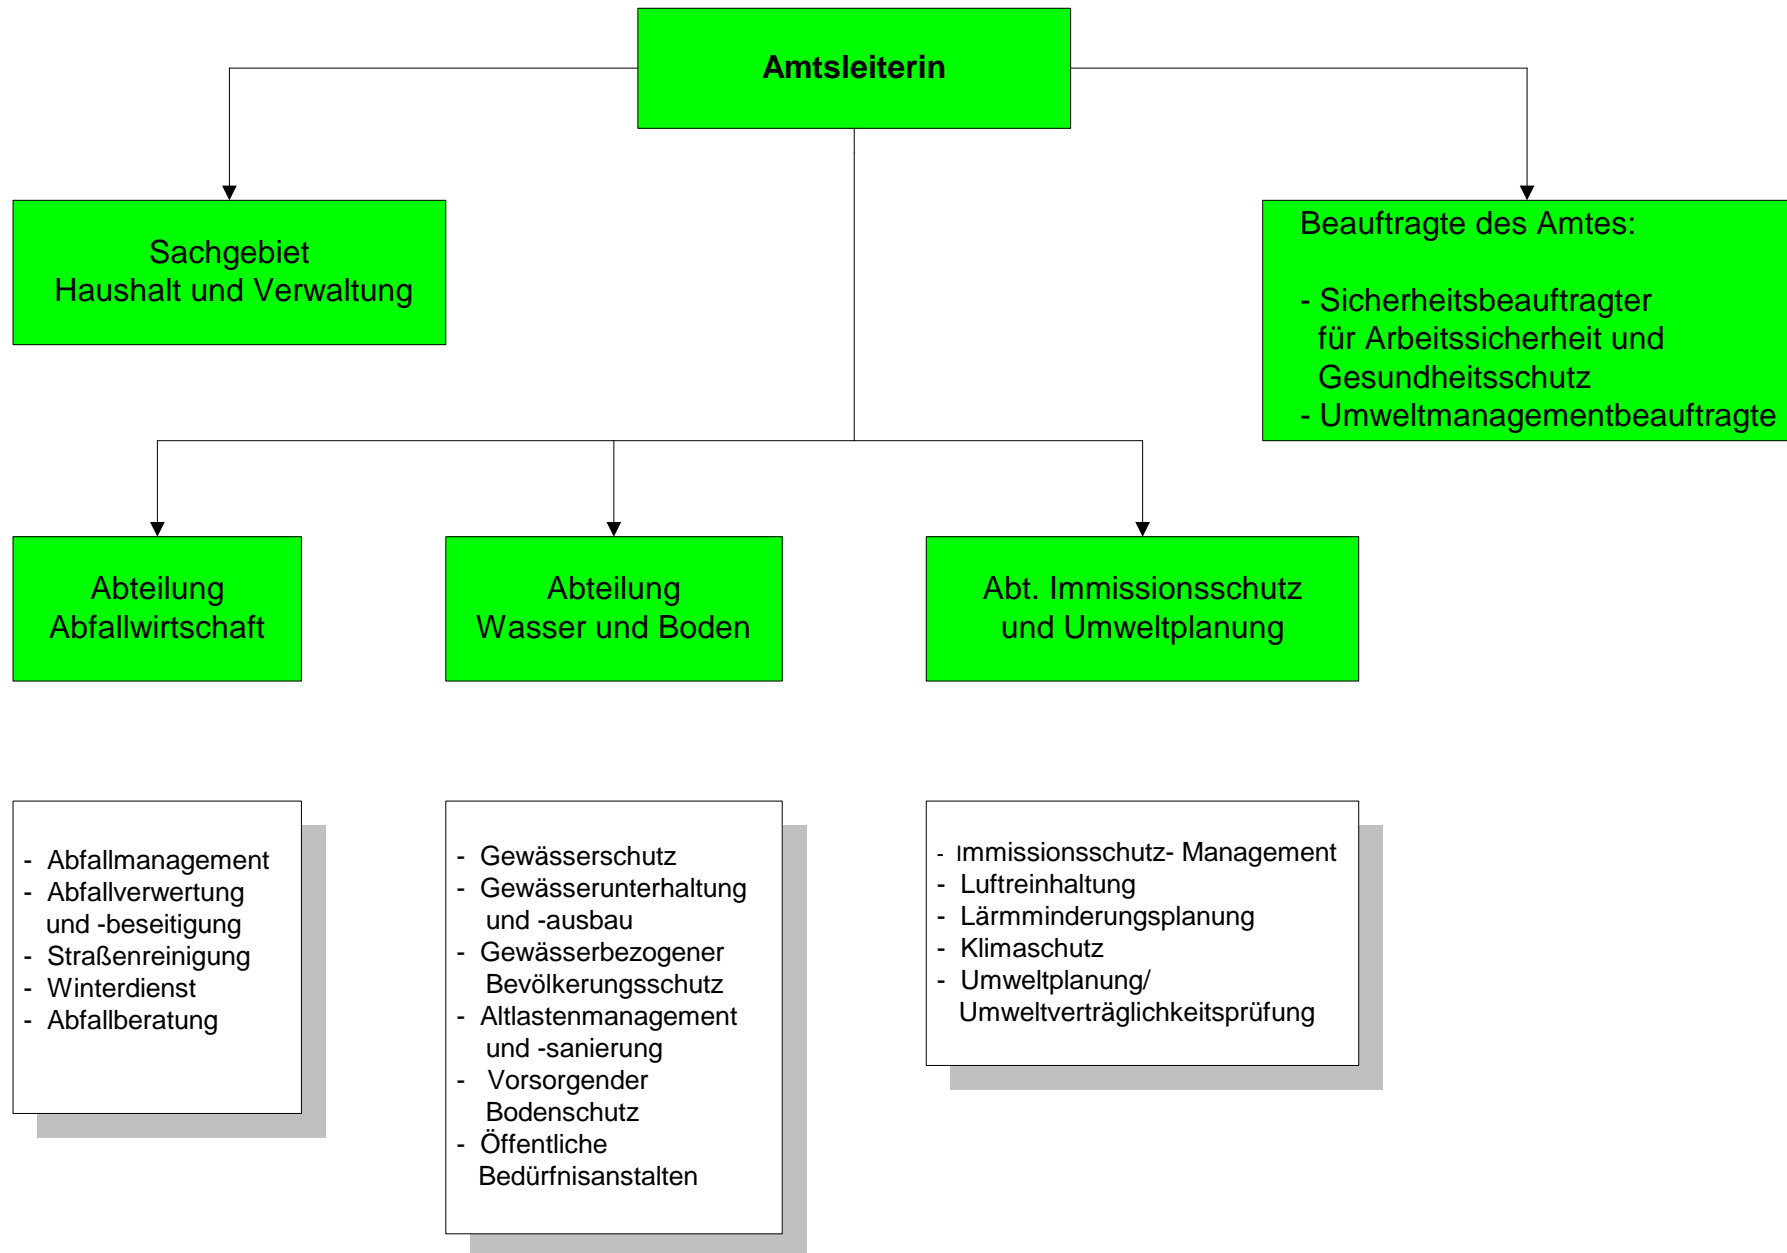 Amtsleiterin
Sachgebiet
Haushalt und Verwaltung
Beauftragte des Amtes:
- Sicherheitsbeauftragter
für Arbeitssicherheit und
Gesundheitsschutz
- Umweltmanagementbeauftragte
Abteilung
Abfallwirtschaft
Abteilung
Wasser und Boden
Abt. Immissionsschutz
und Umweltplanung
- Abfallmanagement
- Abfallverwertung
und -beseitigung
- Straßenreinigung
- Winterdienst
- Abfallberatung
- Gewässerschutz
- Gewässerunterhaltung
und -ausbau
- Gewässerbezogener
Bevölkerungsschutz
- Altlastenmanagement
und -sanierung
- Vorsorgender
Bodenschutz
- Öffentliche
Bedürfnisanstalten
- Immissionsschutz- Management
- Luftreinhaltung
- Lärmminderungsplanung
- Klimaschutz
- Umweltplanung/
Umweltverträglichkeitsprüfung